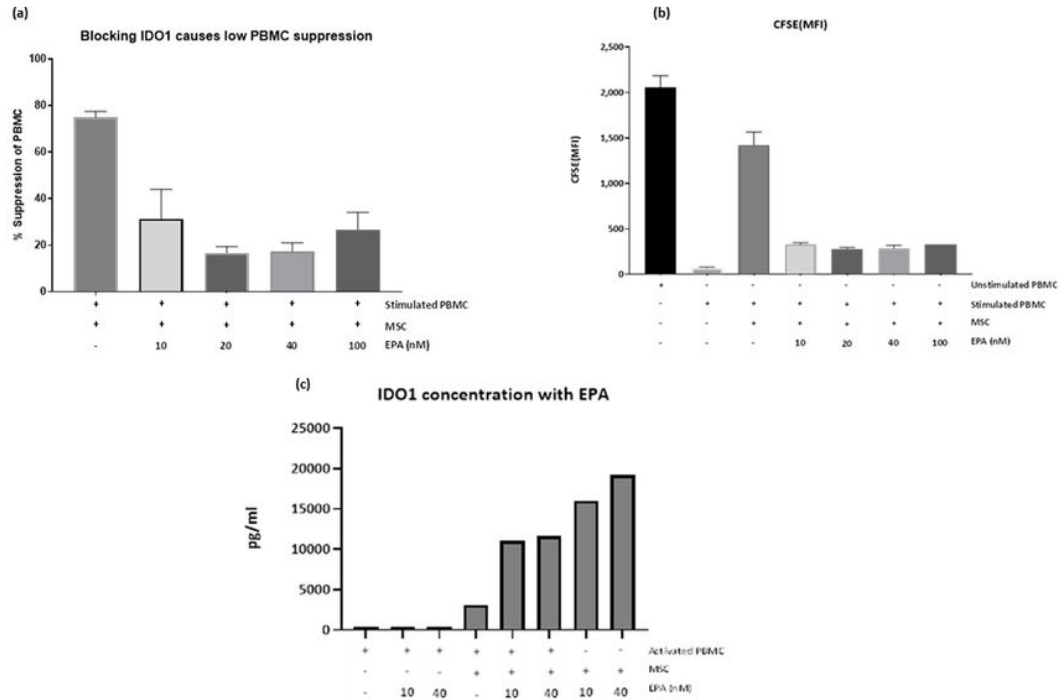 (a)
Blocking IDO1 causes low PBMC suppression
% Suppression of PBMC
100
80
60
40
20
0
+ + + + + Stimulated PBMC
+ + + + + MSC
- 10 20 40 100 EPA (nM)
(b)
CFSE(MFI)
CFSE(MFI)
2,500
2,000
1,500
1,000
500
0
+ - - - - - - Unstimulated PBMC
- + + + + + + Stimulated PBMC
- - + + + + + MSC
- - - 10 20 40 100 EPA (nM)
(c)
IDO1 concentration with EPA
pg/ml
25000
20000
15000
10000
5000
0
+ + + + + + - - Activated PBMC
- - - + + + + + MSC
- 10 40 - 10 40 10 40 EPA (nM)